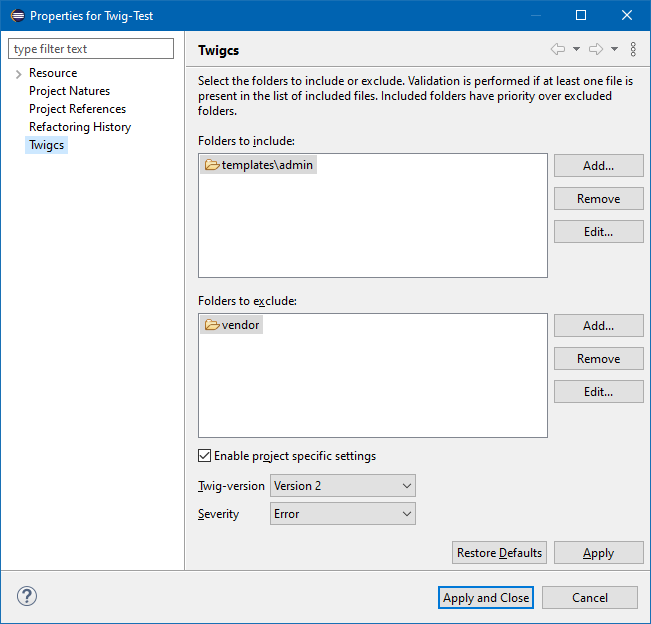 Properties for Twig-Test
type filter text
Resource
Project Natures
Project References
Refactoring History
Twigcs
Twigcs
Select the folders to include or exclude. Validation is performed if at least one file is
present in the list of included files. Included folders have priority over excluded
folders.
Folders to include:
templates\admin
Add...
Remove
Edit...
Folders to exclude:
vendor
Add...
Remove
Edit...
Enable project specific settings
Twig-version
Version 2
Severity
Error
Restore Defaults
Apply
?
Apply and Close
Cancel